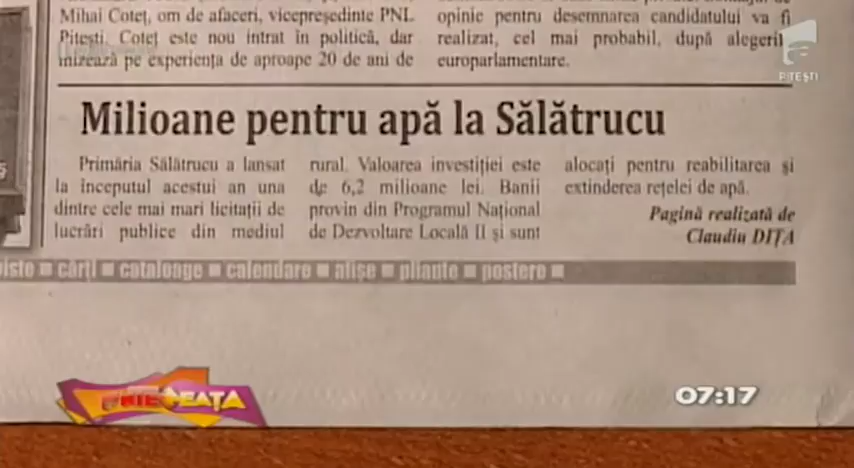 Mihai Coteț, om de afaceri, vicepreședinte PNL
Pitești. Coteț este nou intrat în politică, dar
mizează pe experiența de aproape 20 de ani de
opinie pentru desemnarea candidatului va fi
realizat, cel mai probabil, după alegerile
europarlamentare.
Milioane pentru apă la Sălătrucu
Primăria Sălătrucu a lansat
la începutul acestui an una
dintre cele mai mari licitații de
lucrări publice din mediul
rural. Valoarea investiției este
de 6,2 milioane lei. Banii
provin din Programul Național
de Dezvoltare Locală II și sunt
alocați pentru reabilitarea și
extinderea rețelei de apă.
Pagină realizată de
Claudiu DIȚA
cărți ■ cataloage ■ calendare ■ afișe ■ pliante ■ postere ■
PITEȘTI
07:17